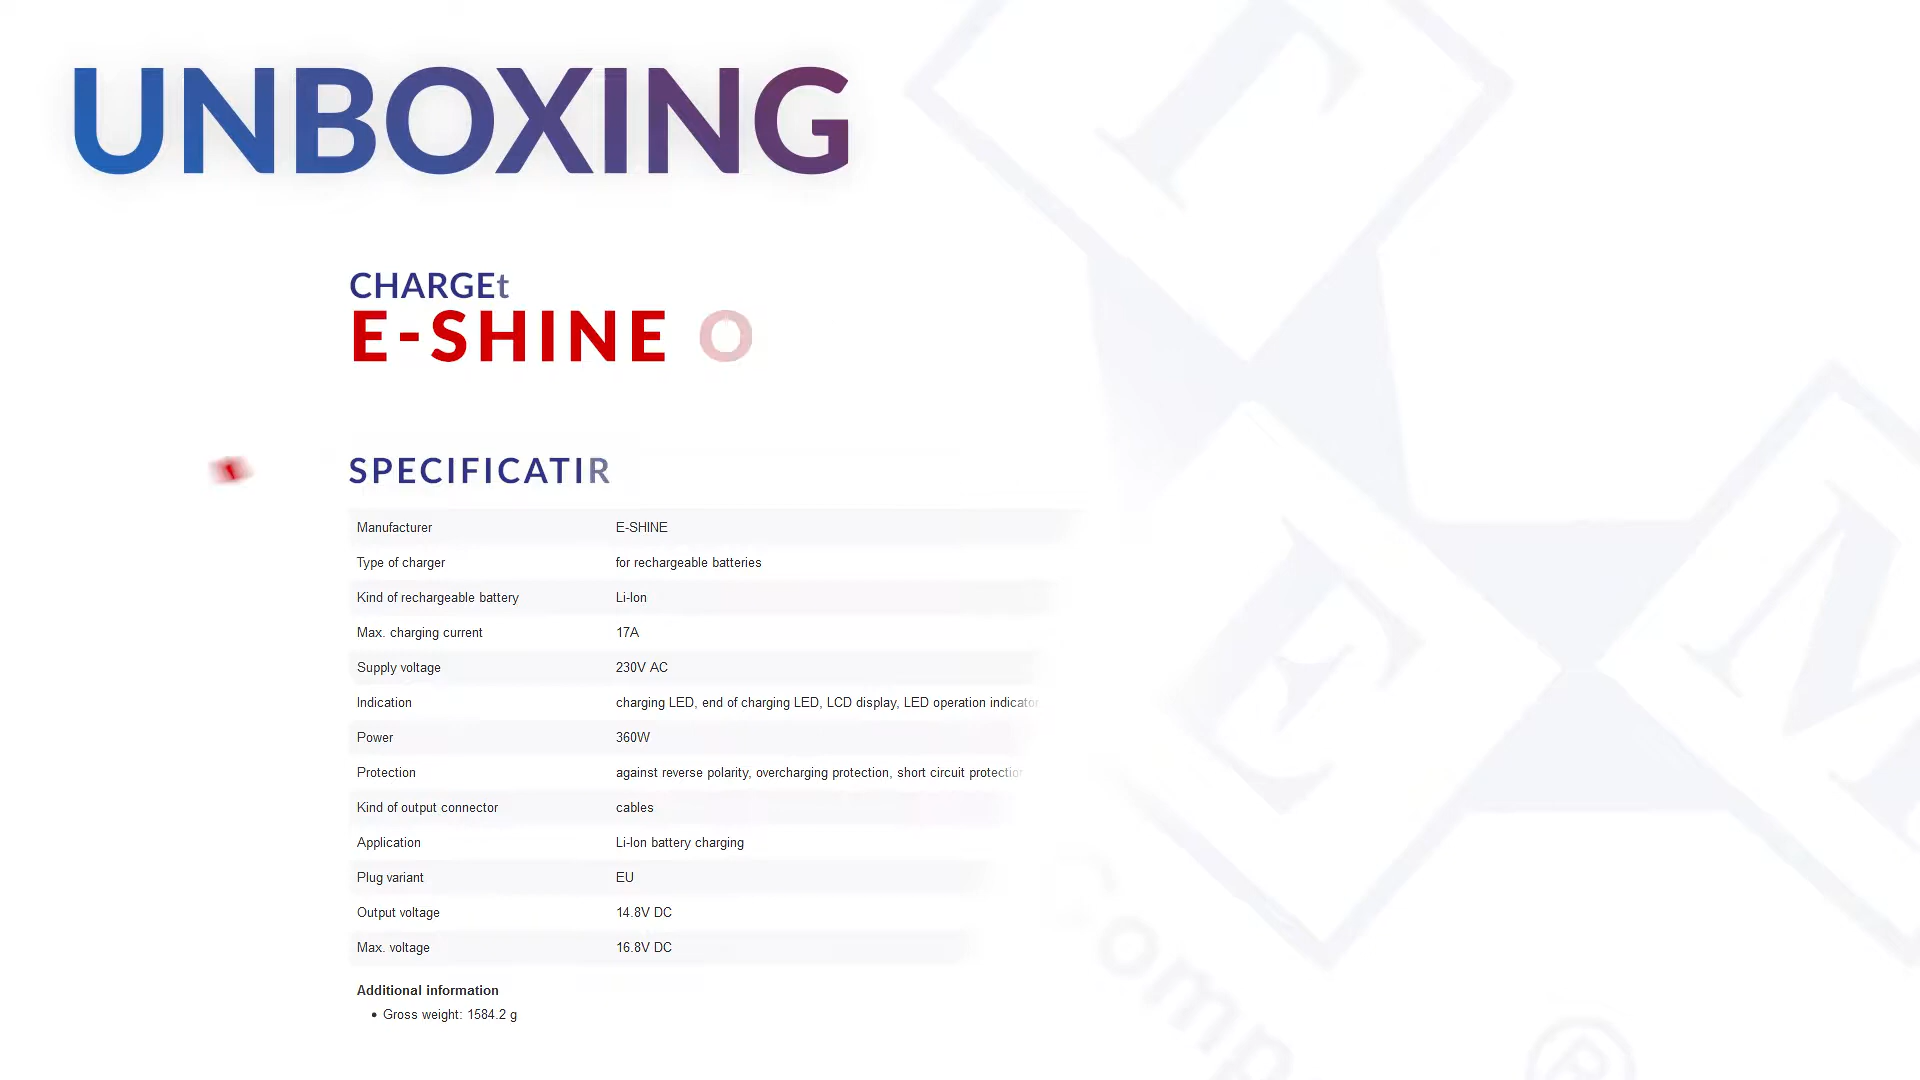 UNBOXING
CHARGEt
E-SHINE O
SPECIFICATIR
Manufacturer E-SHINE
Type of charger for rechargeable batteries
Kind of rechargeable battery Li-Ion
Max. charging current 17A
Supply voltage 230V AC
Indication charging LED, end of charging LED, LCD display, LED operation indicator
Power 360W
Protection against reverse polarity, overcharging protection, short circuit protection
Kind of output connector cables
Application Li-Ion battery charging
Plug variant EU
Output voltage 14.8V DC
Max. voltage 16.8V DC
Additional information
• Gross weight: 1584.2 g
T
E
M
Comp
®